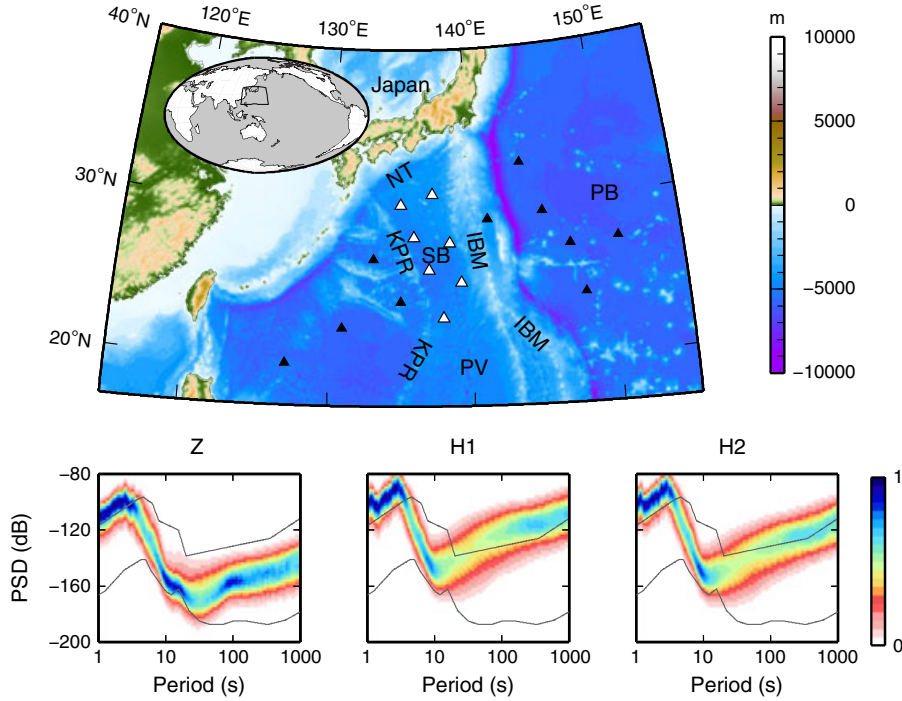 40°N
120°E
130°E
140°E
150°E
m
10000
5000
0
−5000
−10000
Japan
30°N
20°N
NT
PB
KPR
SB
IBM
IBM
KPR
PV
Z
H1
H2
PSD (dB)
−80
−120
−160
−200
1 10 100 1000
1 10 100 1000
1 10 100 1000
Period (s)
Period (s)
Period (s)
1
0